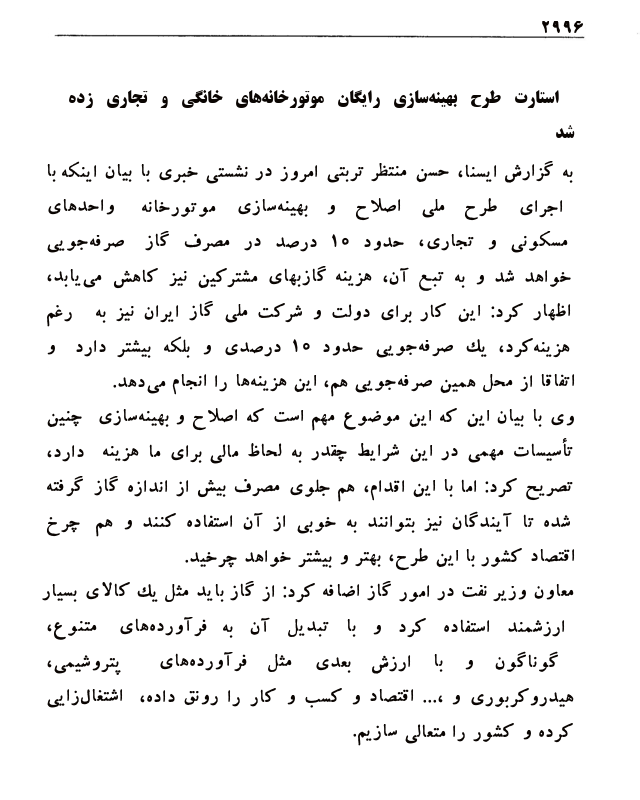 ۲۹۹۶
استارت طرح بهینه‌سازی رایگان موتورخانه‌های خانگی و تجاری زده
شد
به گزارش ایسنا، حسن منتظر تربتی امروز در نشستی خبری با بیان اینکه با
اجرای طرح ملی اصلاح و بهینه‌سازی موتورخانه واحدهای
مسکونی و تجاری، حدود ۱۵ درصد در مصرف گاز صرفه‌جویی
خواهد شد و به تبع آن، هزینه گازبهای مشترکین نیز کاهش می‌یابد،
اظهار کرد: این کار برای دولت و شرکت ملی گاز ایران نیز به رغم
هزینه‌کرد، یك صرفه‌جویی حدود ۱۵ درصدی و بلکه بیشتر دارد و
اتفاقا از محل همین صرفه‌جویی هم، این هزینه‌ها را انجام می‌دهد.
وی با بیان این که این موضوع مهم است که اصلاح و بهینه‌سازی چنین
تأسیسات مهمی در این شرایط چقدر به لحاظ مالی برای ما هزینه دارد،
تصریح کرد: اما با این اقدام، هم جلوی مصرف بیش از اندازه گاز گرفته
شده تا آیندگان نیز بتوانند به خوبی از آن استفاده کنند و هم چرخ
اقتصاد کشور با این طرح، بهتر و بیشتر خواهد چرخید.
معاون وزیر نفت در امور گاز اضافه کرد: از گاز باید مثل یك کالای بسیار
ارزشمند استفاده کرد و با تبدیل آن به فرآورده‌های متنوع،
گوناگون و با ارزش بعدی مثل فرآورده‌های پتروشیمی،
هیدروکربوری و ،... اقتصاد و کسب و کار را رونق داده، اشتغال‌زایی
کرده و کشور را متعالی سازیم.